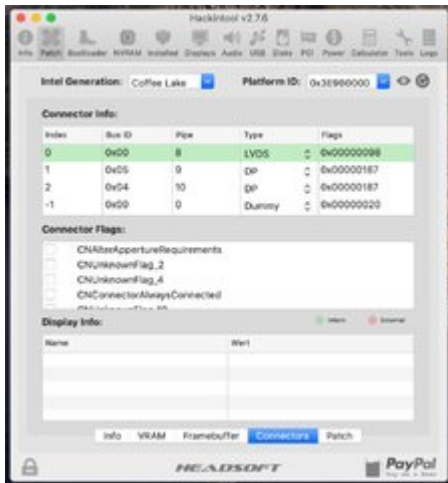 Hackintool v2.7.6
Info Patch Bootloader NVRAM Installed Displays Audio USB Disks PCI Power Calculator Tools Logs
Intel Generation: Coffee Lake Platform ID: 0x3E9B0000
Connector Info:
Index Bus ID Pipe Type Flags
0 0x00 8 LVDS 0x00000098
1 0x05 9 DP 0x00000187
2 0x04 10 DP 0x00000187
-1 0x00 0 Dummy 0x00000020
Connector Flags:
CNAlterAppertureRequirements
CNUnknownFlag_2
CNUnknownFlag_4
CNConnectorAlwaysConnected
Display Info:
Intern External
Name Wert
Info VRAM Framebuffer Connectors Patch
HEADSOFT
PayPal